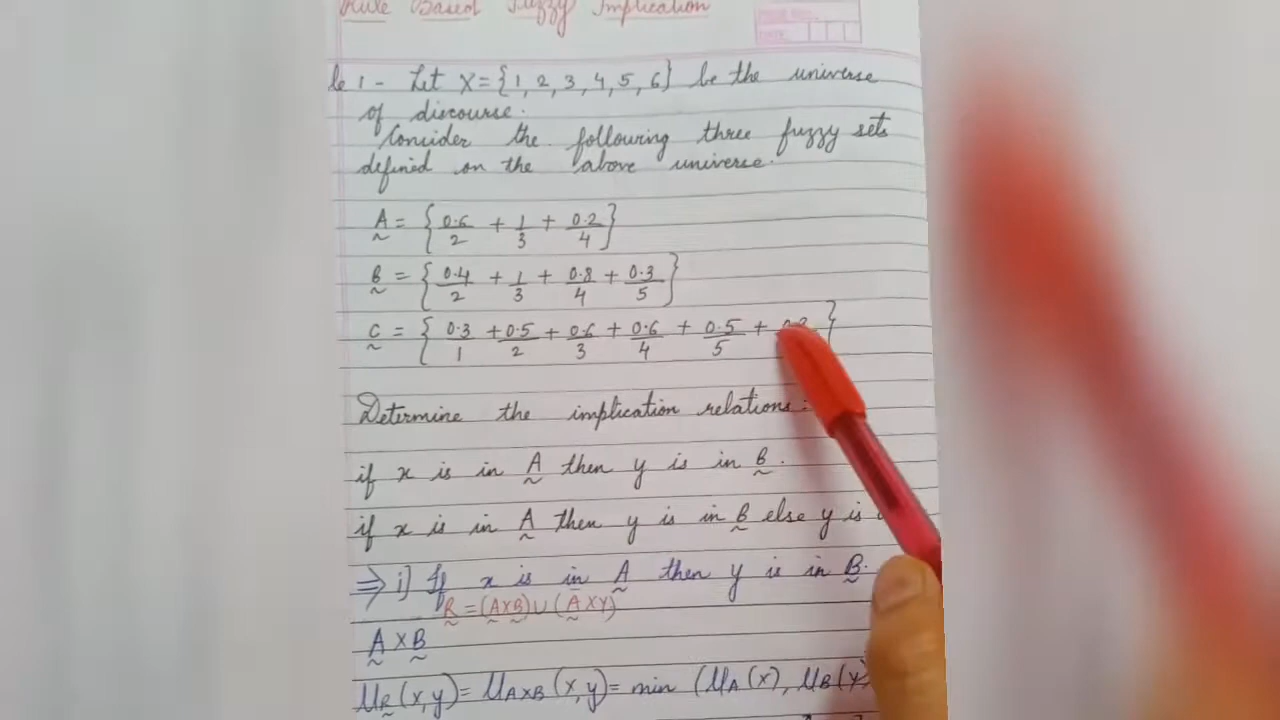 Rule Based Fuzzy Implication
le 1 - Let X = {1, 2, 3, 4, 5, 6} be the universe
of discourse.
Consider the following three fuzzy sets
defined on the above universe.
A̰ = {0.6/2 + 1/3 + 0.2/4}
B̰ = {0.4/2 + 1/3 + 0.8/4 + 0.3/5}
C̰ = {0.3/1 + 0.5/2 + 0.6/3 + 0.6/4 + 0.5/5 + }
Determine the implication relations:
if x is in A̰ then y is in B̰.
if x is in A̰ then y is in B̰ else y is
⇒ i] If x is in A̰ then y is in B̰.
R̰ = (A̰×B̰) ∪ (A̰×Y)
A̰ × B̰
μR̰(x,y) = μA×B(x,y) = min (μA(x), μB(y)